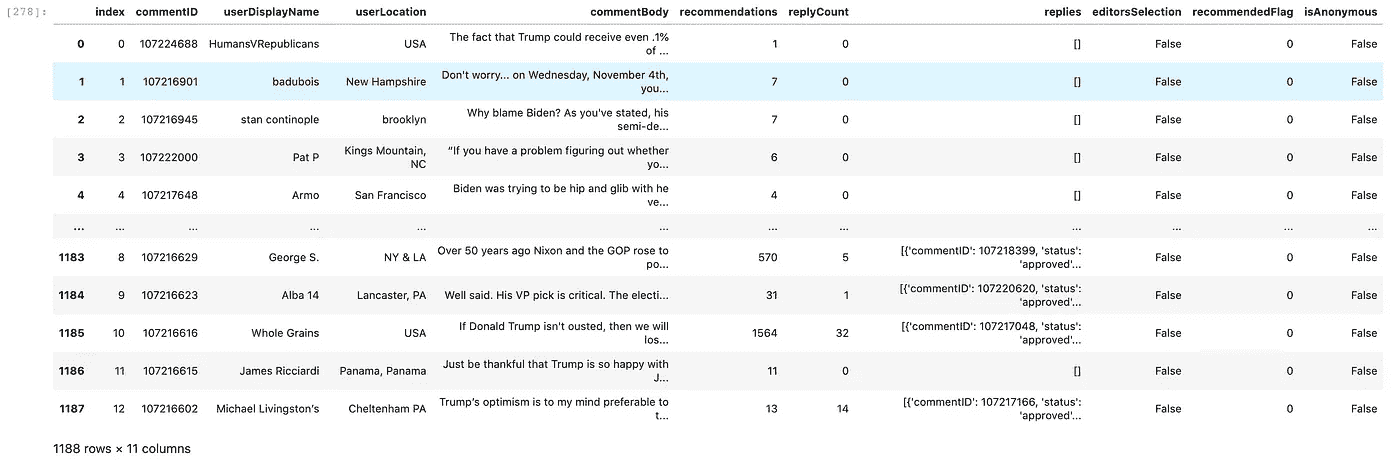 [278]:
index commentID userDisplayName userLocation commentBody recommendations replyCount replies editorsSelection recommendedFlag isAnonymous
0 0 107224688 HumansVRepublicans USA The fact that Trump could receive even .1% of ... 1 0 [] False 0 False
1 1 107216901 badubois New Hampshire Don't worry... on Wednesday, November 4th, you... 7 0 [] False 0 False
2 2 107216945 stan continople brooklyn Why blame Biden? As you've stated, his semi-de... 7 0 [] False 0 False
3 3 107222000 Pat P Kings Mountain, NC “If you have a problem figuring out whether yo... 6 0 [] False 0 False
4 4 107217648 Armo San Francisco Biden was trying to be hip and glib with he ve... 4 0 [] False 0 False
... ... ... ... ... ... ... ... ... ... ... ...
1183 8 107216629 George S. NY & LA Over 50 years ago Nixon and the GOP rose to po... 570 5 [{'commentID': 107218399, 'status': 'approved'... False 0 False
1184 9 107216623 Alba 14 Lancaster, PA Well said. His VP pick is critical. The electi... 31 1 [{'commentID': 107220620, 'status': 'approved'... False 0 False
1185 10 107216616 Whole Grains USA If Donald Trump isn't ousted, then we will los... 1564 32 [{'commentID': 107217048, 'status': 'approved'... False 0 False
1186 11 107216615 James Ricciardi Panama, Panama Just be thankful that Trump is so happy with J... 11 0 [] False 0 False
1187 12 107216602 Michael Livingston’s Cheltenham PA Trump’s optimism is to my mind preferable to t... 13 14 [{'commentID': 107217166, 'status': 'approved'... False 0 False
1188 rows × 11 columns